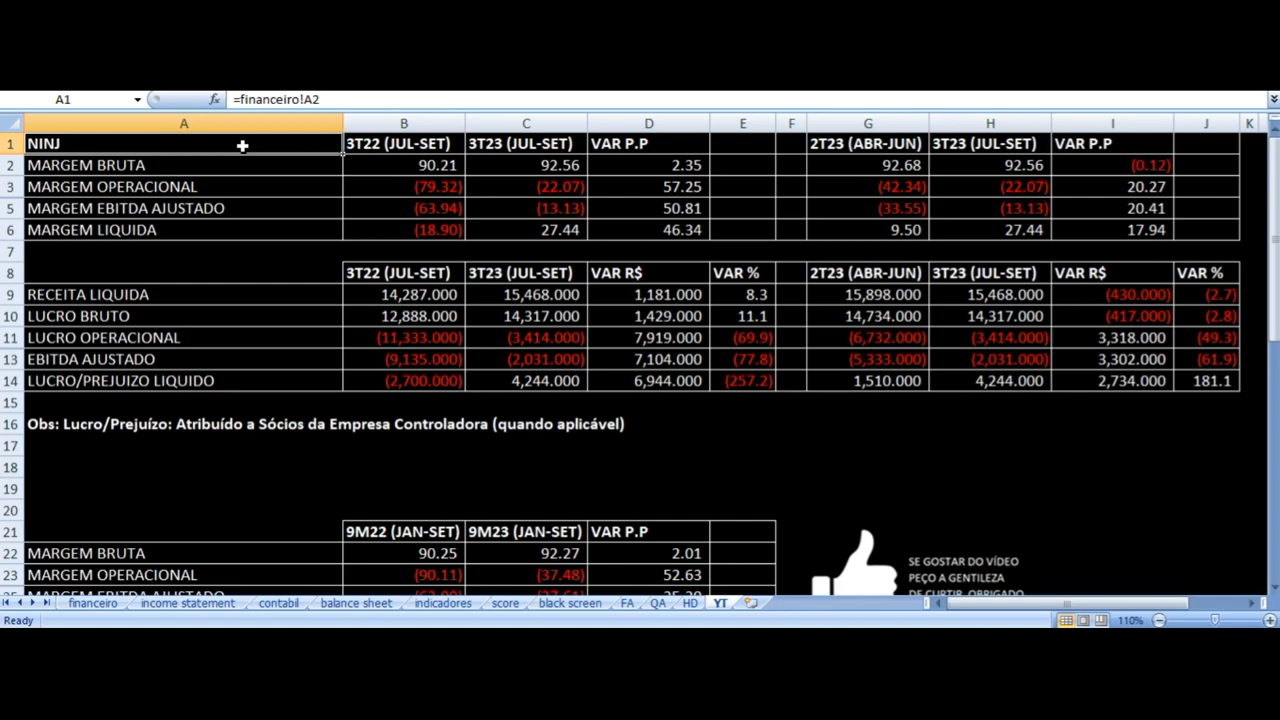 A1 fx =financeiro!A2
A B C D E F G H I J K
1 NINJ 3T22 (JUL-SET) 3T23 (JUL-SET) VAR P.P 2T23 (ABR-JUN) 3T23 (JUL-SET) VAR P.P
2 MARGEM BRUTA 90.21 92.56 2.35 92.68 92.56 (0.12)
3 MARGEM OPERACIONAL (79.32) (22.07) 57.25 (42.34) (22.07) 20.27
5 MARGEM EBITDA AJUSTADO (63.94) (13.13) 50.81 (33.55) (13.13) 20.41
6 MARGEM LIQUIDA (18.90) 27.44 46.34 9.50 27.44 17.94
7
8 3T22 (JUL-SET) 3T23 (JUL-SET) VAR R$ VAR % 2T23 (ABR-JUN) 3T23 (JUL-SET) VAR R$ VAR %
9 RECEITA LIQUIDA 14,287.000 15,468.000 1,181.000 8.3 15,898.000 15,468.000 (430.000) (2.7)
10 LUCRO BRUTO 12,888.000 14,317.000 1,429.000 11.1 14,734.000 14,317.000 (417.000) (2.8)
11 LUCRO OPERACIONAL (11,333.000) (3,414.000) 7,919.000 (69.9) (6,732.000) (3,414.000) 3,318.000 (49.3)
13 EBITDA AJUSTADO (9,135.000) (2,031.000) 7,104.000 (77.8) (5,333.000) (2,031.000) 3,302.000 (61.9)
14 LUCRO/PREJUIZO LIQUIDO (2,700.000) 4,244.000 6,944.000 (257.2) 1,510.000 4,244.000 2,734.000 181.1
15
16 Obs: Lucro/Prejuízo: Atribuído a Sócios da Empresa Controladora (quando aplicável)
17
18
19
20
21 9M22 (JAN-SET) 9M23 (JAN-SET) VAR P.P
22 MARGEM BRUTA 90.25 92.27 2.01
23 MARGEM OPERACIONAL (90.11) (37.48) 52.63
SE GOSTAR DO VÍDEO
PEÇO A GENTILEZA
DE CURTIR. OBRIGADO
financeiro income statement contabil balance sheet indicadores score black screen FA QA HD YT
Ready 110%